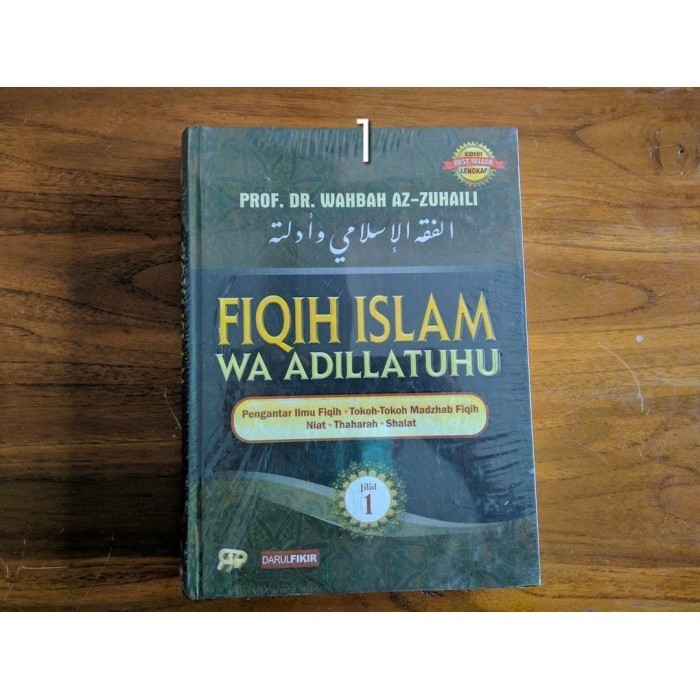 1
EDISI
BEST SELLER
LENGKAP
PROF. DR. WAHBAH AZ-ZUHAILI
الفقه الإسلامي وأدلته
FIQIH ISLAM
WA ADILLATUHU
Pengantar Ilmu Fiqih • Tokoh-Tokoh Madzhab Fiqih
Niat • Thaharah • Shalat
Jilid
1
DARULFIKIR